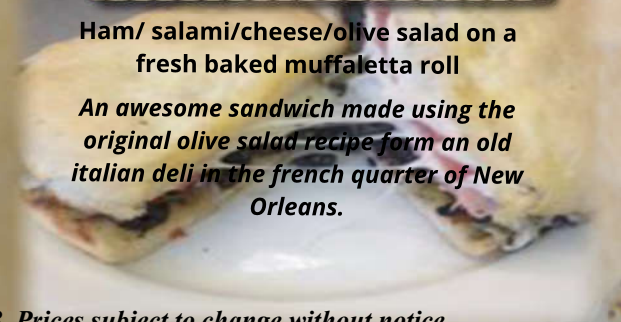 Ham/ salami/cheese/olive salad on a
fresh baked muffaletta roll
An awesome sandwich made using the
original olive salad recipe form an old
italian deli in the french quarter of New
Orleans.
Prices subject to change without notice